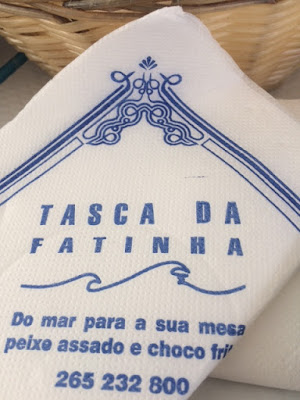 TASCA DA
FATINHA
Do mar para a sua mesa
peixe assado e choco
265 232 800